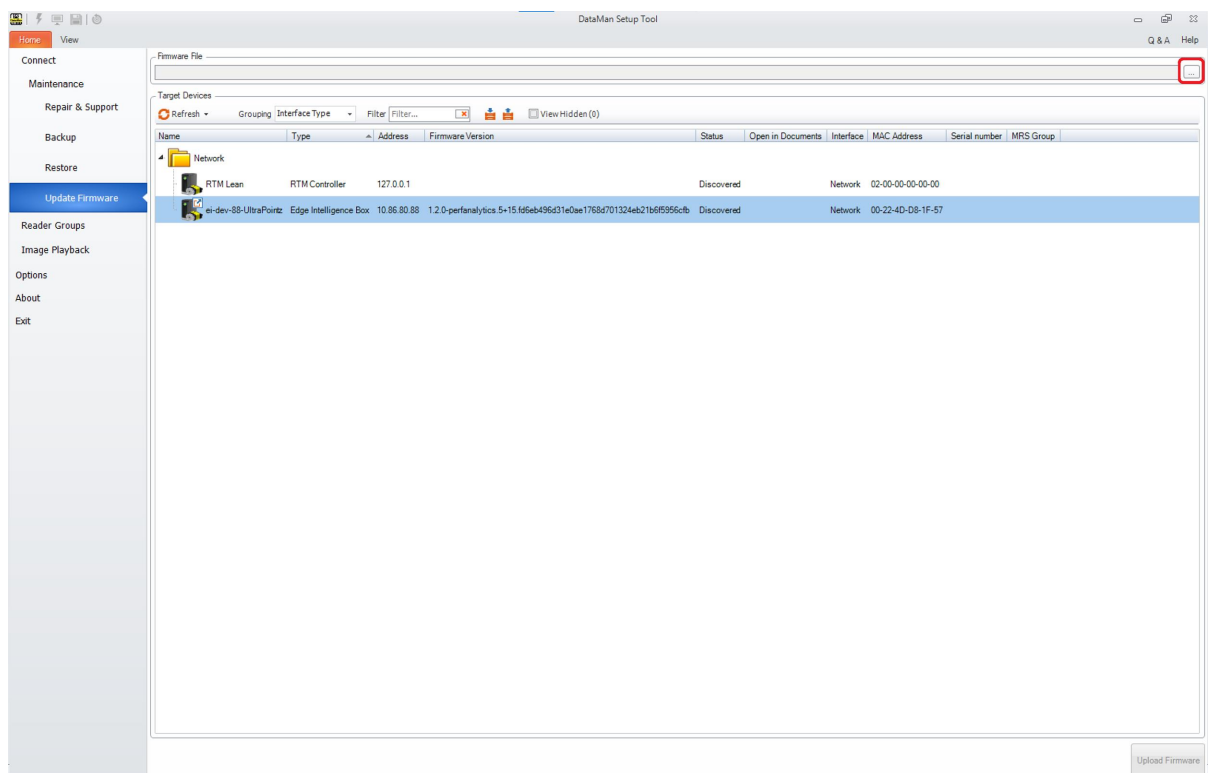 DataMan Setup Tool
Home View Q & A Help
Connect
Maintenance
Repair & Support
Backup
Restore
Update Firmware
Reader Groups
Image Playback
Options
About
Exit
Firmware File
...
Target Devices
Refresh Grouping Interface Type Filter Filter... View Hidden (0)
Name Type Address Firmware Version Status Open in Documents Interface MAC Address Serial number MRS Group
Network
RTM Lean RTM Controller 127.0.0.1 Discovered Network 02-00-00-00-00-00
ei-dev-88-UltraPointz Edge Intelligence Box 10.86.80.88 1.2.0-perfanalytics.5+15.fd6eb496d31e0ae1768d701324eb21b6f5956cfb Discovered Network 00-22-4D-D8-1F-57
Upload Firmware